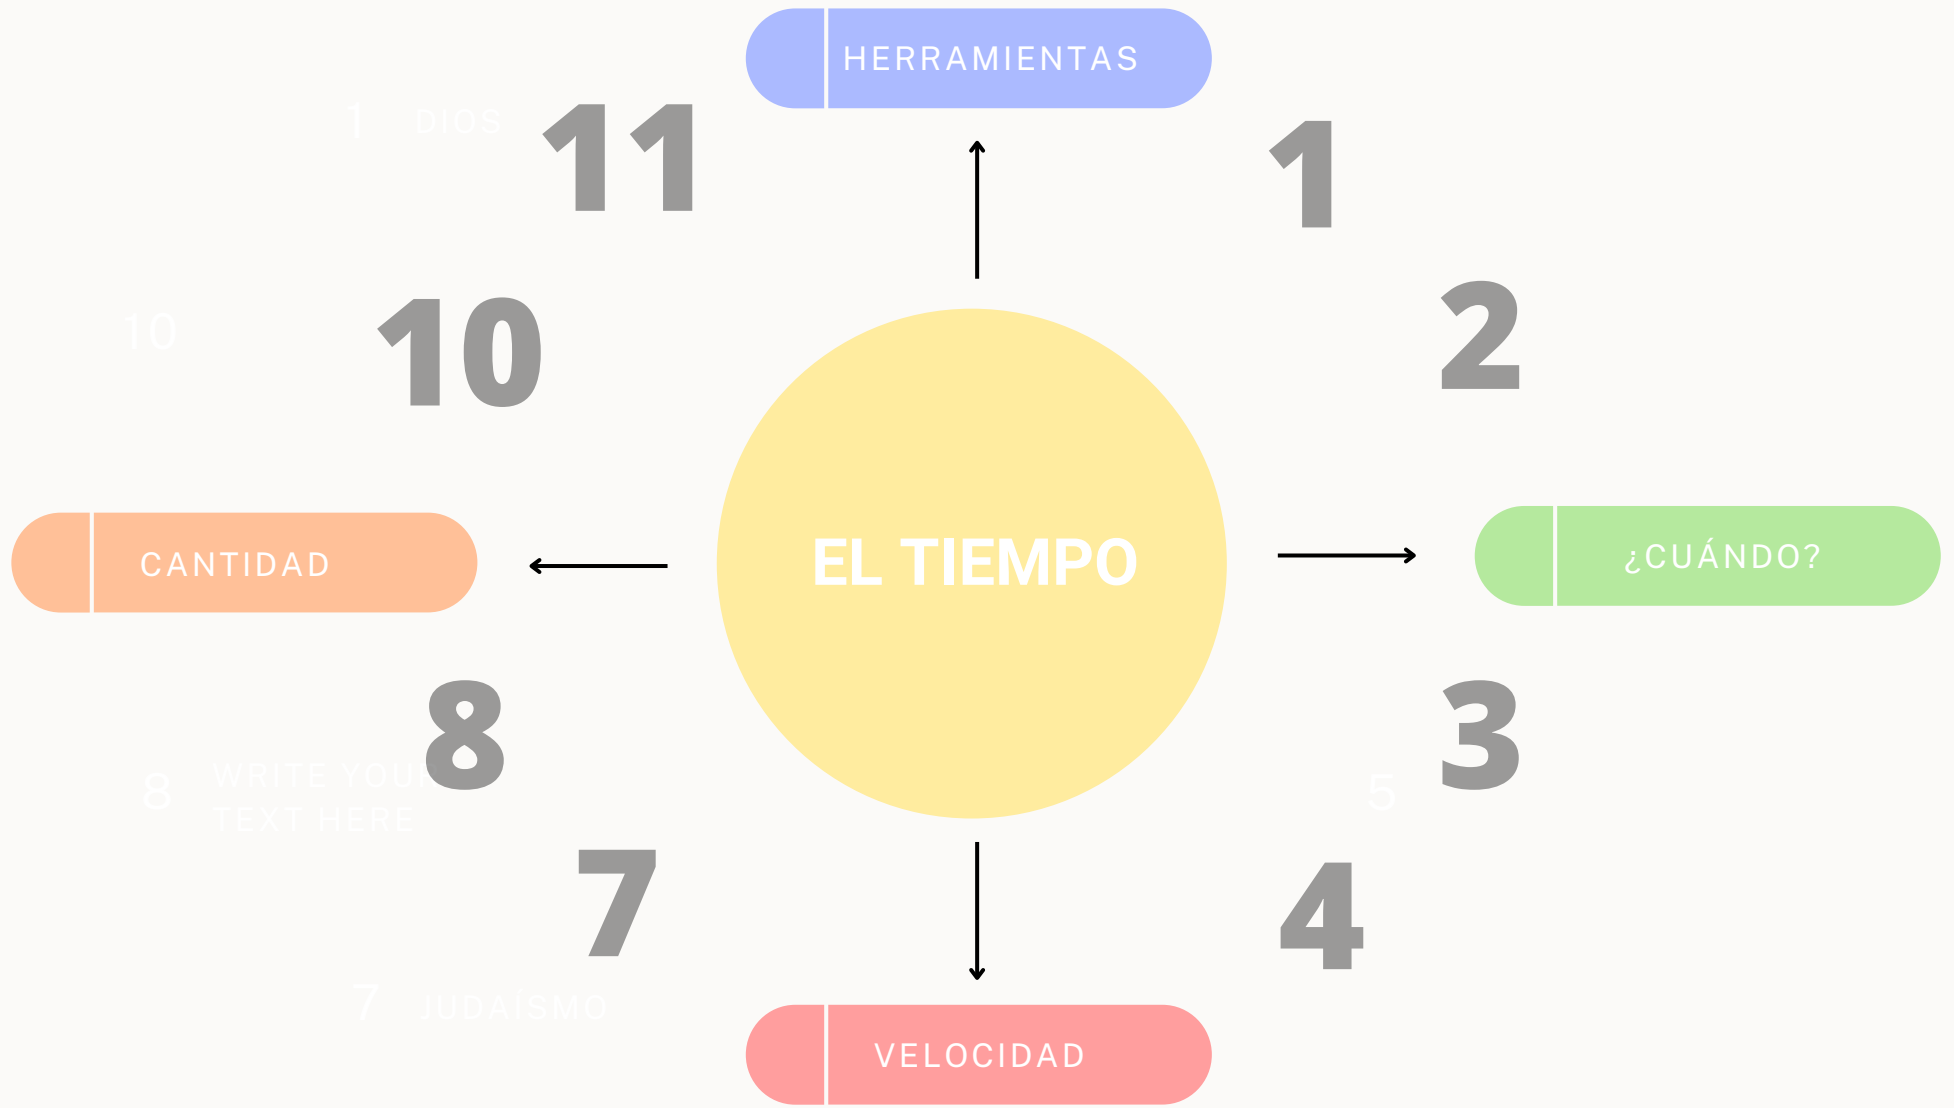 HERRAMIENTAS
1 DIOS
11
1
10
10
2
EL TIEMPO
CANTIDAD
¿CUÁNDO?
8
3
8 WRITE YOUR
TEXT HERE
5
7
4
7 JUDAÍSMO
VELOCIDAD